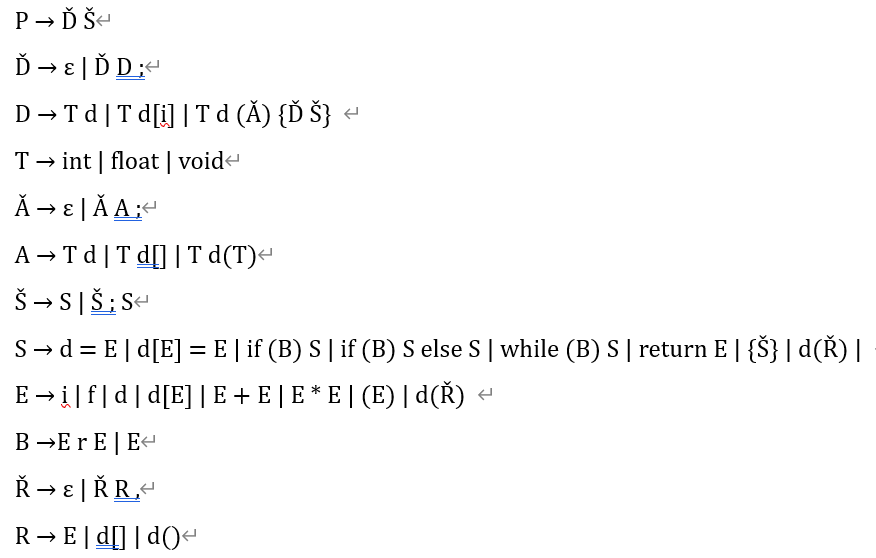 P → Ď Š↵
Ď → ε | Ď D ;↵
D → T d | T d[i] | T d (Ǎ) {Ď Š} ↵
T → int | float | void↵
Ǎ → ε | Ǎ A ;↵
A → T d | T d[] | T d(T)↵
Š → S | Š ; S↵
S → d = E | d[E] = E | if (B) S | if (B) S else S | while (B) S | return E | {Š} | d(Ř) |
E → i | f | d | d[E] | E + E | E * E | (E) | d(Ř) ↵
B →E r E | E↵
Ř → ε | Ř R ,↵
R → E | d[] | d()↵